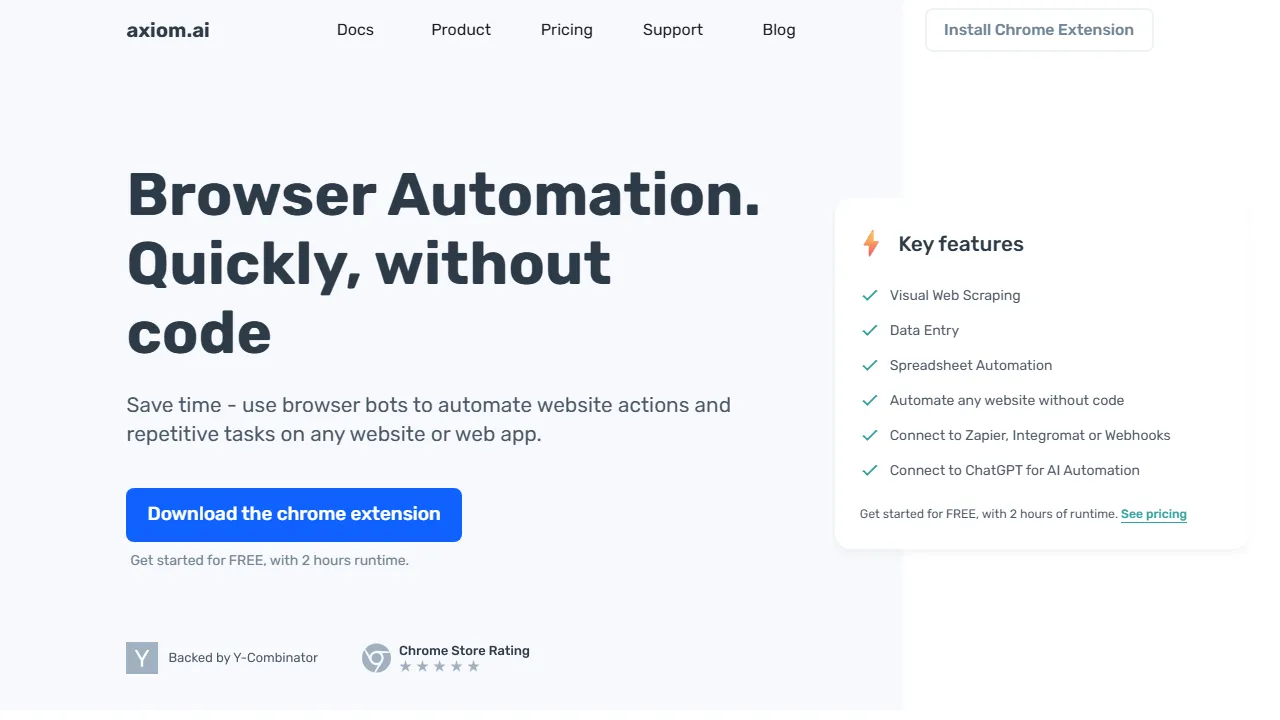 axiom.ai
Docs
Product
Pricing
Support
Blog
Install Chrome Extension
Browser Automation.
Quickly, without
code
Save time - use browser bots to automate website actions and
repetitive tasks on any website or web app.
Download the chrome extension
Get started for FREE, with 2 hours runtime.
Y
Backed by Y-Combinator
Chrome Store Rating
Key features
Visual Web Scraping
Data Entry
Spreadsheet Automation
Automate any website without code
Connect to Zapier, Integromat or Webhooks
Connect to ChatGPT for AI Automation
Get started for FREE, with 2 hours of runtime. See pricing